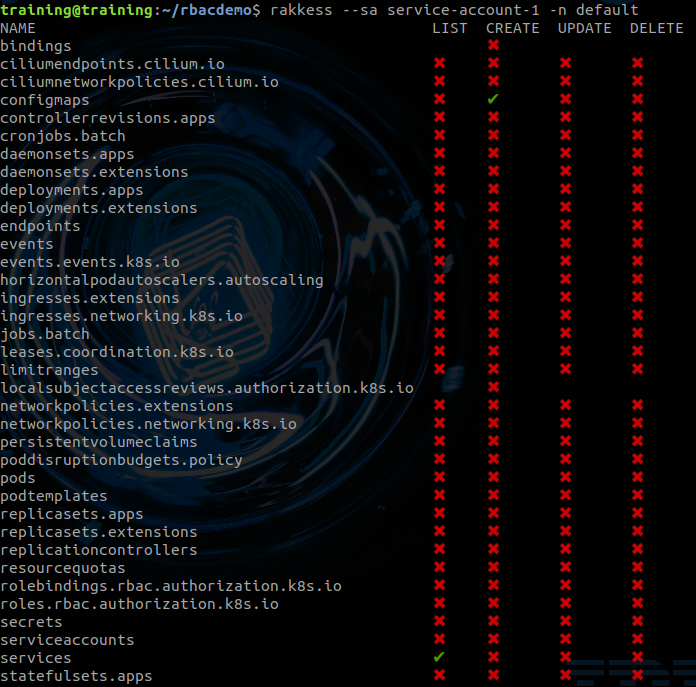 training@training:~/rbacdemo$ rakkess --sa service-account-1 -n default
NAME LIST CREATE UPDATE DELETE
bindings ✖
ciliumendpoints.cilium.io ✖ ✖ ✖ ✖
ciliumnetworkpolicies.cilium.io ✖ ✖ ✖ ✖
configmaps ✖ ✔ ✖ ✖
controllerrevisions.apps ✖ ✖ ✖ ✖
cronjobs.batch ✖ ✖ ✖ ✖
daemonsets.apps ✖ ✖ ✖ ✖
daemonsets.extensions ✖ ✖ ✖ ✖
deployments.apps ✖ ✖ ✖ ✖
deployments.extensions ✖ ✖ ✖ ✖
endpoints ✖ ✖ ✖ ✖
events ✖ ✖ ✖ ✖
events.events.k8s.io ✖ ✖ ✖ ✖
horizontalpodautoscalers.autoscaling ✖ ✖ ✖ ✖
ingresses.extensions ✖ ✖ ✖ ✖
ingresses.networking.k8s.io ✖ ✖ ✖ ✖
jobs.batch ✖ ✖ ✖ ✖
leases.coordination.k8s.io ✖ ✖ ✖ ✖
limitranges ✖ ✖ ✖ ✖
localsubjectaccessreviews.authorization.k8s.io ✖
networkpolicies.extensions ✖ ✖ ✖ ✖
networkpolicies.networking.k8s.io ✖ ✖ ✖ ✖
persistentvolumeclaims ✖ ✖ ✖ ✖
poddisruptionbudgets.policy ✖ ✖ ✖ ✖
pods ✖ ✖ ✖ ✖
podtemplates ✖ ✖ ✖ ✖
replicasets.apps ✖ ✖ ✖ ✖
replicasets.extensions ✖ ✖ ✖ ✖
replicationcontrollers ✖ ✖ ✖ ✖
resourcequotas ✖ ✖ ✖ ✖
rolebindings.rbac.authorization.k8s.io ✖ ✖ ✖ ✖
roles.rbac.authorization.k8s.io ✖ ✖ ✖ ✖
secrets ✖ ✖ ✖ ✖
serviceaccounts ✖ ✖ ✖ ✖
services ✔ ✖ ✖ ✖
statefulsets.apps ✖ ✖ ✖ ✖